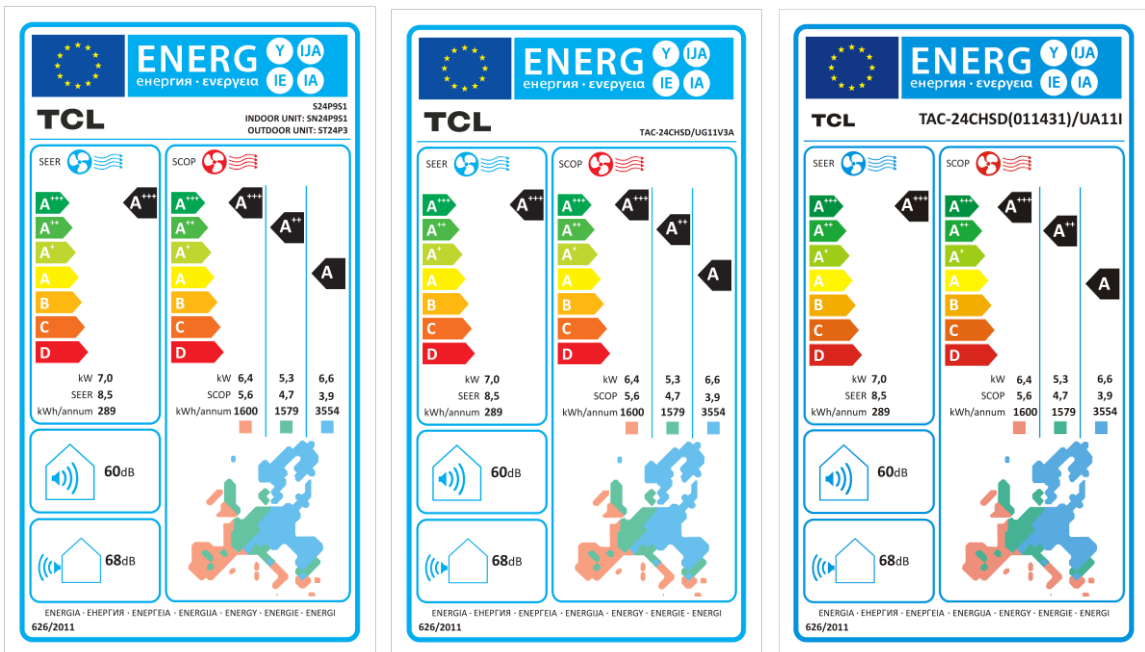 ENERG Y IJA IE IA
енергия · ενεργεια
TCL
S24P9S1
INDOOR UNIT: SN24P9S1
OUTDOOR UNIT: ST24P3
SEER
SCOP
A+++ A+++ A+++ A+++
A++ A++ A++
A+ A+
A A A
B B
C C
D D
kW 7,0 kW 6,4 5,3 6,6
SEER 8,5 SCOP 5,6 4,7 3,9
kWh/annum 289 kWh/annum 1600 1579 3554
60dB
68dB
ENERGIA · ЕНЕРГИЯ · ΕΝΕΡΓΕΙΑ · ENERGIJA · ENERGY · ENERGIE · ENERGI
626/2011
ENERG Y IJA IE IA
енергия · ενεργεια
TCL
TAC-24CHSD/UG11V3A
SEER
SCOP
A+++ A+++ A+++ A+++
A++ A++ A++
A+ A+
A A A
B B
C C
D D
kW 7,0 kW 6,4 5,3 6,6
SEER 8,5 SCOP 5,6 4,7 3,9
kWh/annum 289 kWh/annum 1600 1579 3554
60dB
68dB
ENERGIA · ЕНЕРГИЯ · ΕΝΕΡΓΕΙΑ · ENERGIJA · ENERGY · ENERGIE · ENERGI
626/2011
ENERG Y IJA IE IA
енергия · ενεργεια
TCL
TAC-24CHSD(011431)/UA11I
SEER
SCOP
A+++ A+++ A+++ A+++
A++ A++ A++
A+ A+
A A A
B B
C C
D D
kW 7,0 kW 6,4 5,3 6,6
SEER 8,5 SCOP 5,6 4,7 3,9
kWh/annum 289 kWh/annum 1600 1579 3554
60dB
68dB
ENERGIA · ЕНЕРГИЯ · ΕΝΕΡΓΕΙΑ · ENERGIJA · ENERGY · ENERGIE · ENERGI
626/2011